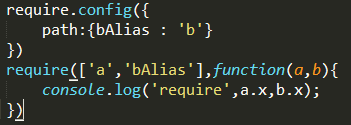 require.config({
    path:{bAlias : 'b'}
})
require(['a','bAlias'],function(a,b){
    console.log('require',a.x,b.x);
})